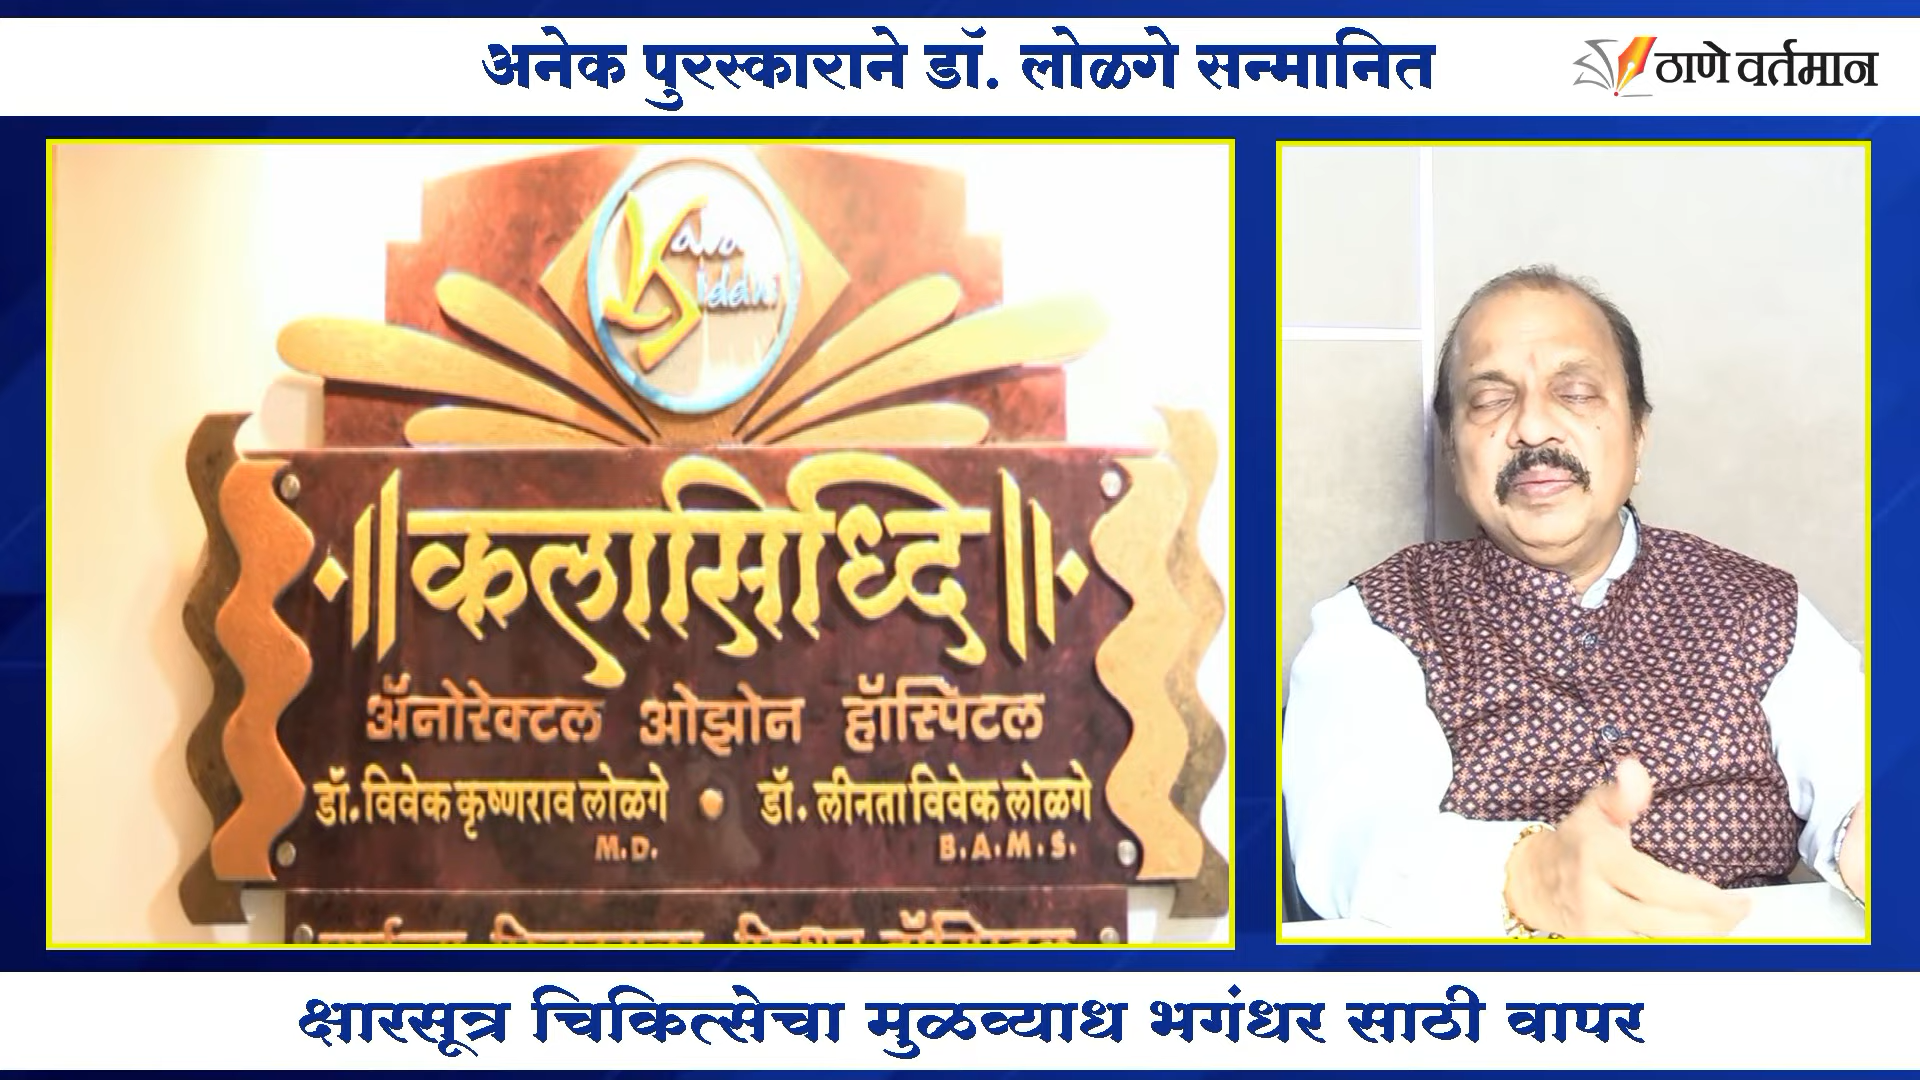 अनेक पुरस्काराने डॉ. लोळगे सन्मानित
ठाणे वर्तमान
॥ कलासिध्दि ॥
ॲनोरेक्टल ओझोन हॉस्पिटल
डॉ. विवेक कृष्णराव लोळगे • डॉ. लीनता विवेक लोळगे
M.D. B.A.M.S.
हॉस्पिटल
क्षारसूत्र चिकित्सेचा मुळव्याध भगंधर साठी वापर